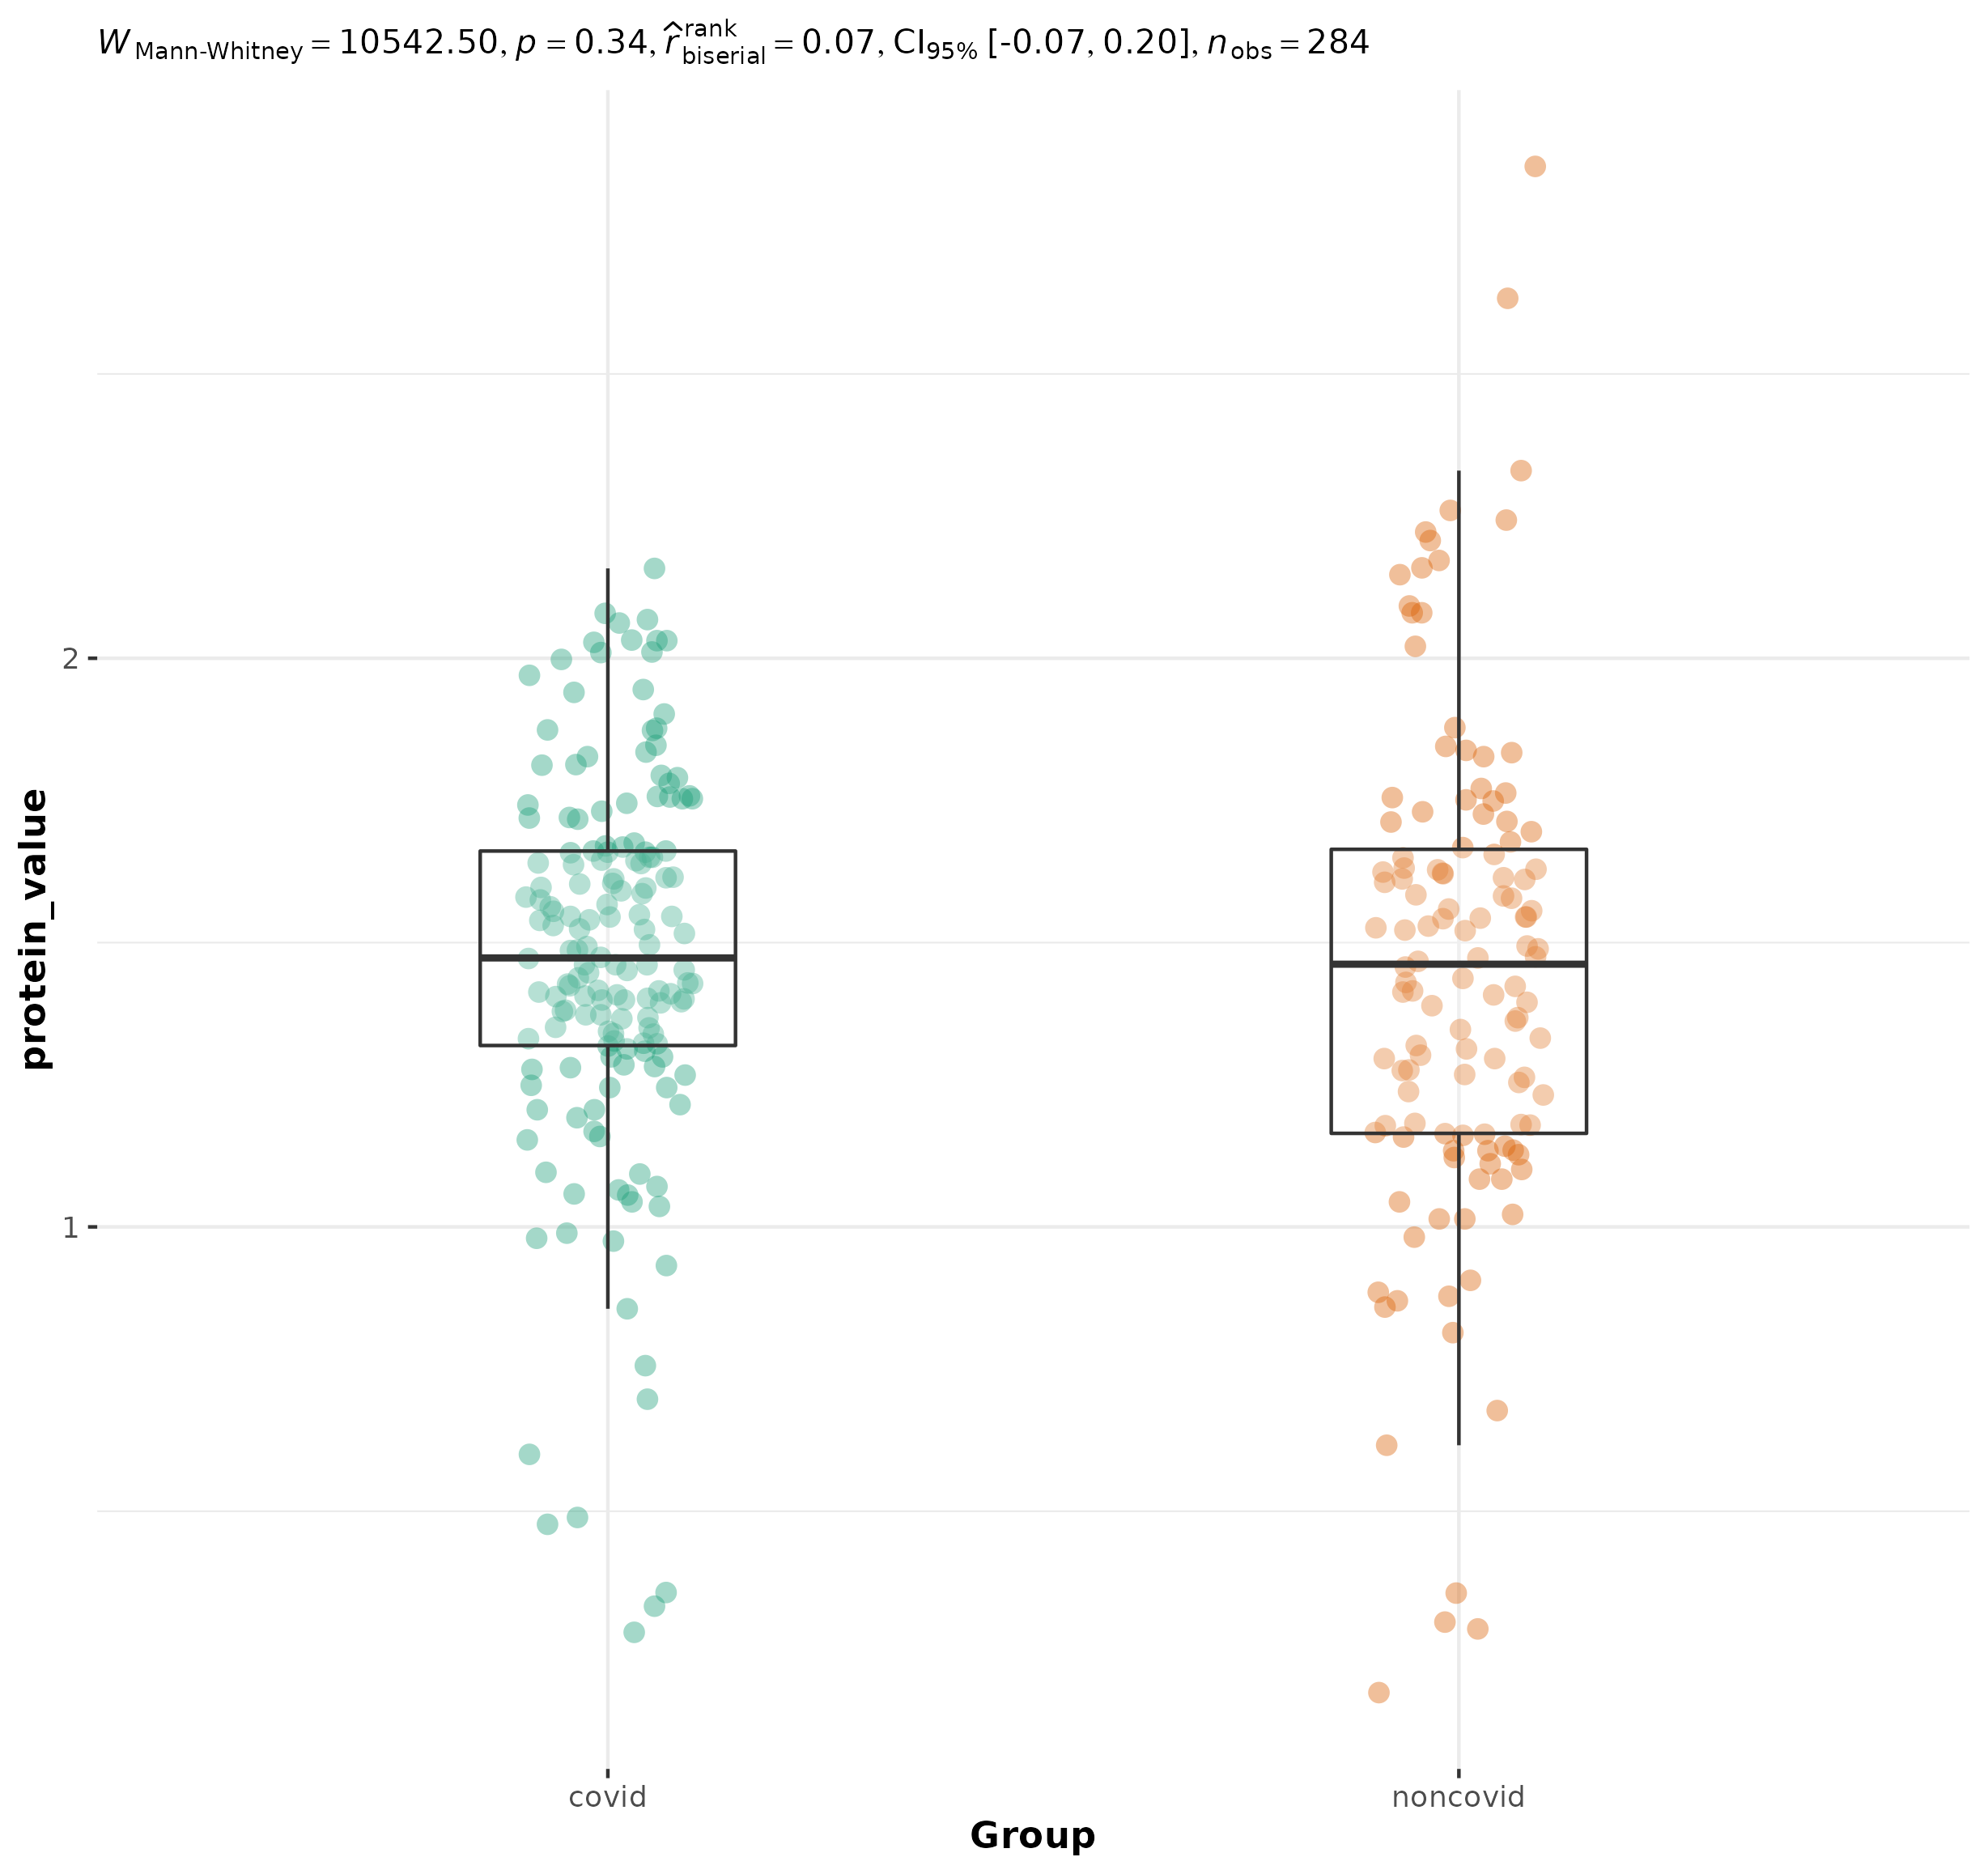 W Mann-Whitney = 10542.50, p = 0.34, r̂ rank biserial = 0.07, CI95% [-0.07, 0.20], n obs = 284
protein_value
2
1
covid noncovid
Group